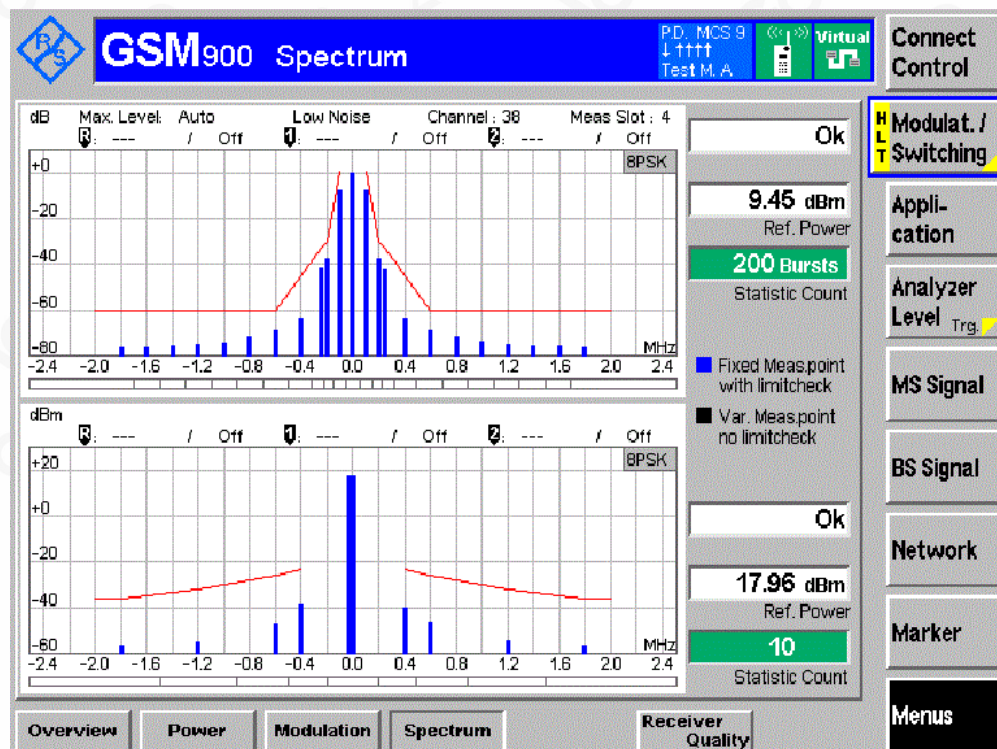 R&S
GSM900 Spectrum
P.D. MCS 9
↓ ↑↑↑↑
Test M. A
Virtual
Connect
Control
dB Max. Level: Auto Low Noise Channel : 38 Meas Slot : 4
R: --- / Off 1: --- / Off 2: --- / Off
8PSK
+0
-20
-40
-60
-80
MHz
-2.4 -2.0 -1.6 -1.2 -0.8 -0.4 0.0 0.4 0.8 1.2 1.6 2.0 2.4
Ok
9.45 dBm
Ref. Power
200 Bursts
Statistic Count
Fixed Meas.point
with limitcheck
Var. Meas.point
no limitcheck
dBm
R: --- / Off 1: --- / Off 2: --- / Off
8PSK
+20
+0
-20
-40
-60
MHz
-2.4 -2.0 -1.6 -1.2 -0.8 -0.4 0.0 0.4 0.8 1.2 1.6 2.0 2.4
Ok
17.96 dBm
Ref. Power
10
Statistic Count
HLT
Modulat. /
Switching
Appli-
cation
Analyzer
Level Trg.
MS Signal
BS Signal
Network
Marker
Menus
Overview Power Modulation Spectrum Receiver
Quality